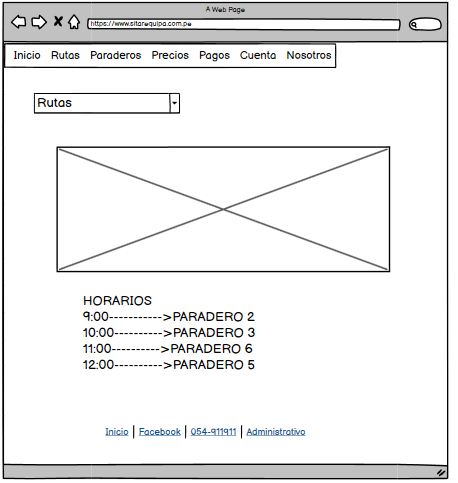 A Web Page
https://www.sitarequipa.com.pe
Inicio Rutas Paraderos Precios Pagos Cuenta Nosotros
Rutas
HORARIOS
9:00----------->PARADERO 2
10:00---------->PARADERO 3
11:00---------->PARADERO 6
12:00---------->PARADERO 5
Inicio | Facebook | 054-911911 | Administrativo